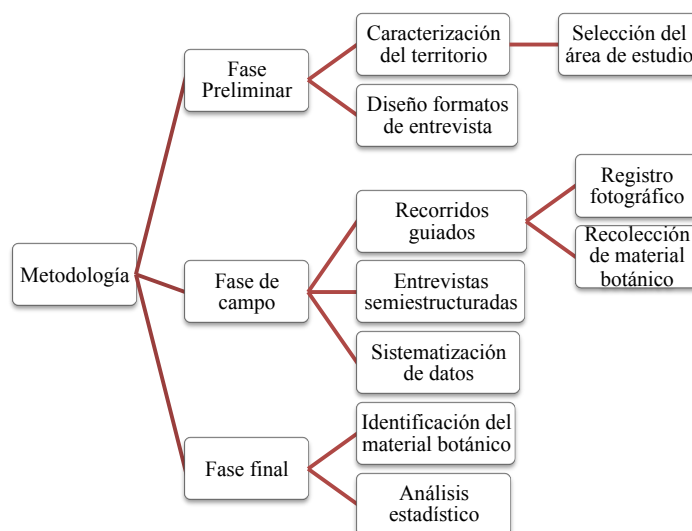 Metodología
Fase
Preliminar
Caracterización
del territorio
Selección del
área de estudio
Diseño formatos
de entrevista
Fase de
campo
Recorridos
guiados
Registro
fotográfico
Recolección
de material
botánico
Entrevistas
semiestructuradas
Sistematización
de datos
Fase final
Identificación del
material botánico
Análisis
estadístico